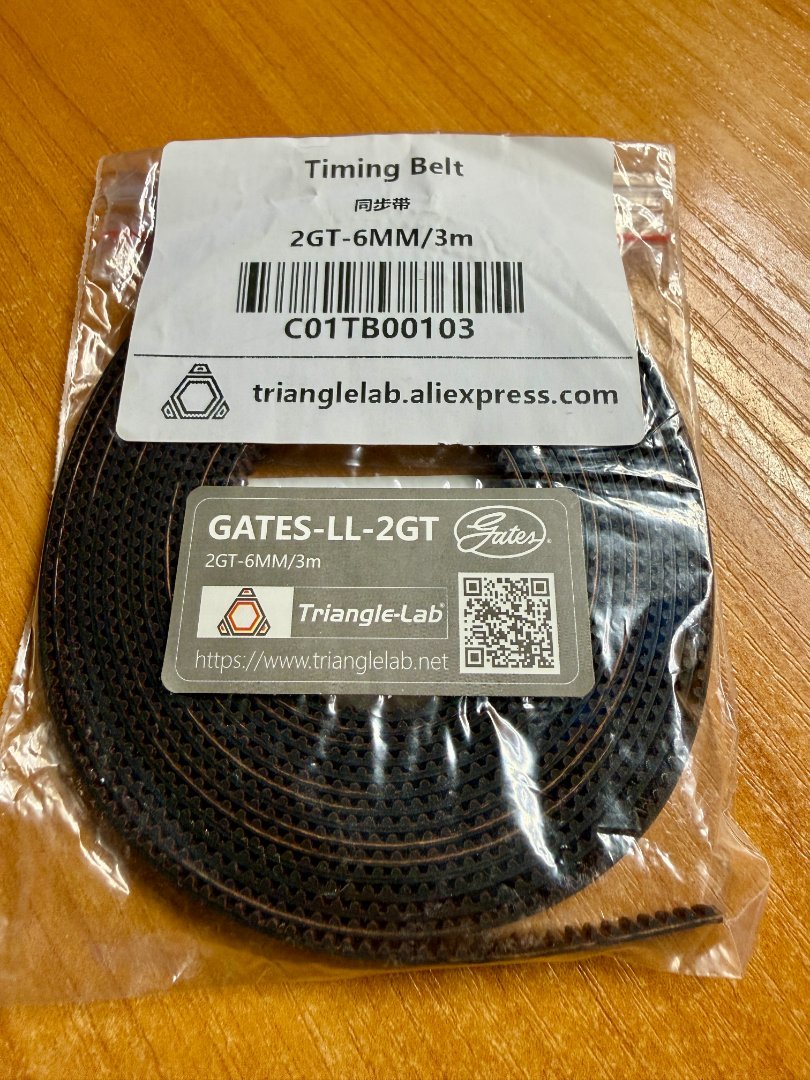 Timing Belt
同步带
2GT-6MM/3m
C01TB00103
trianglelab.aliexpress.com
GATES-LL-2GT
Gates®
2GT-6MM/3m
Triangle-Lab®
https://www.trianglelab.net